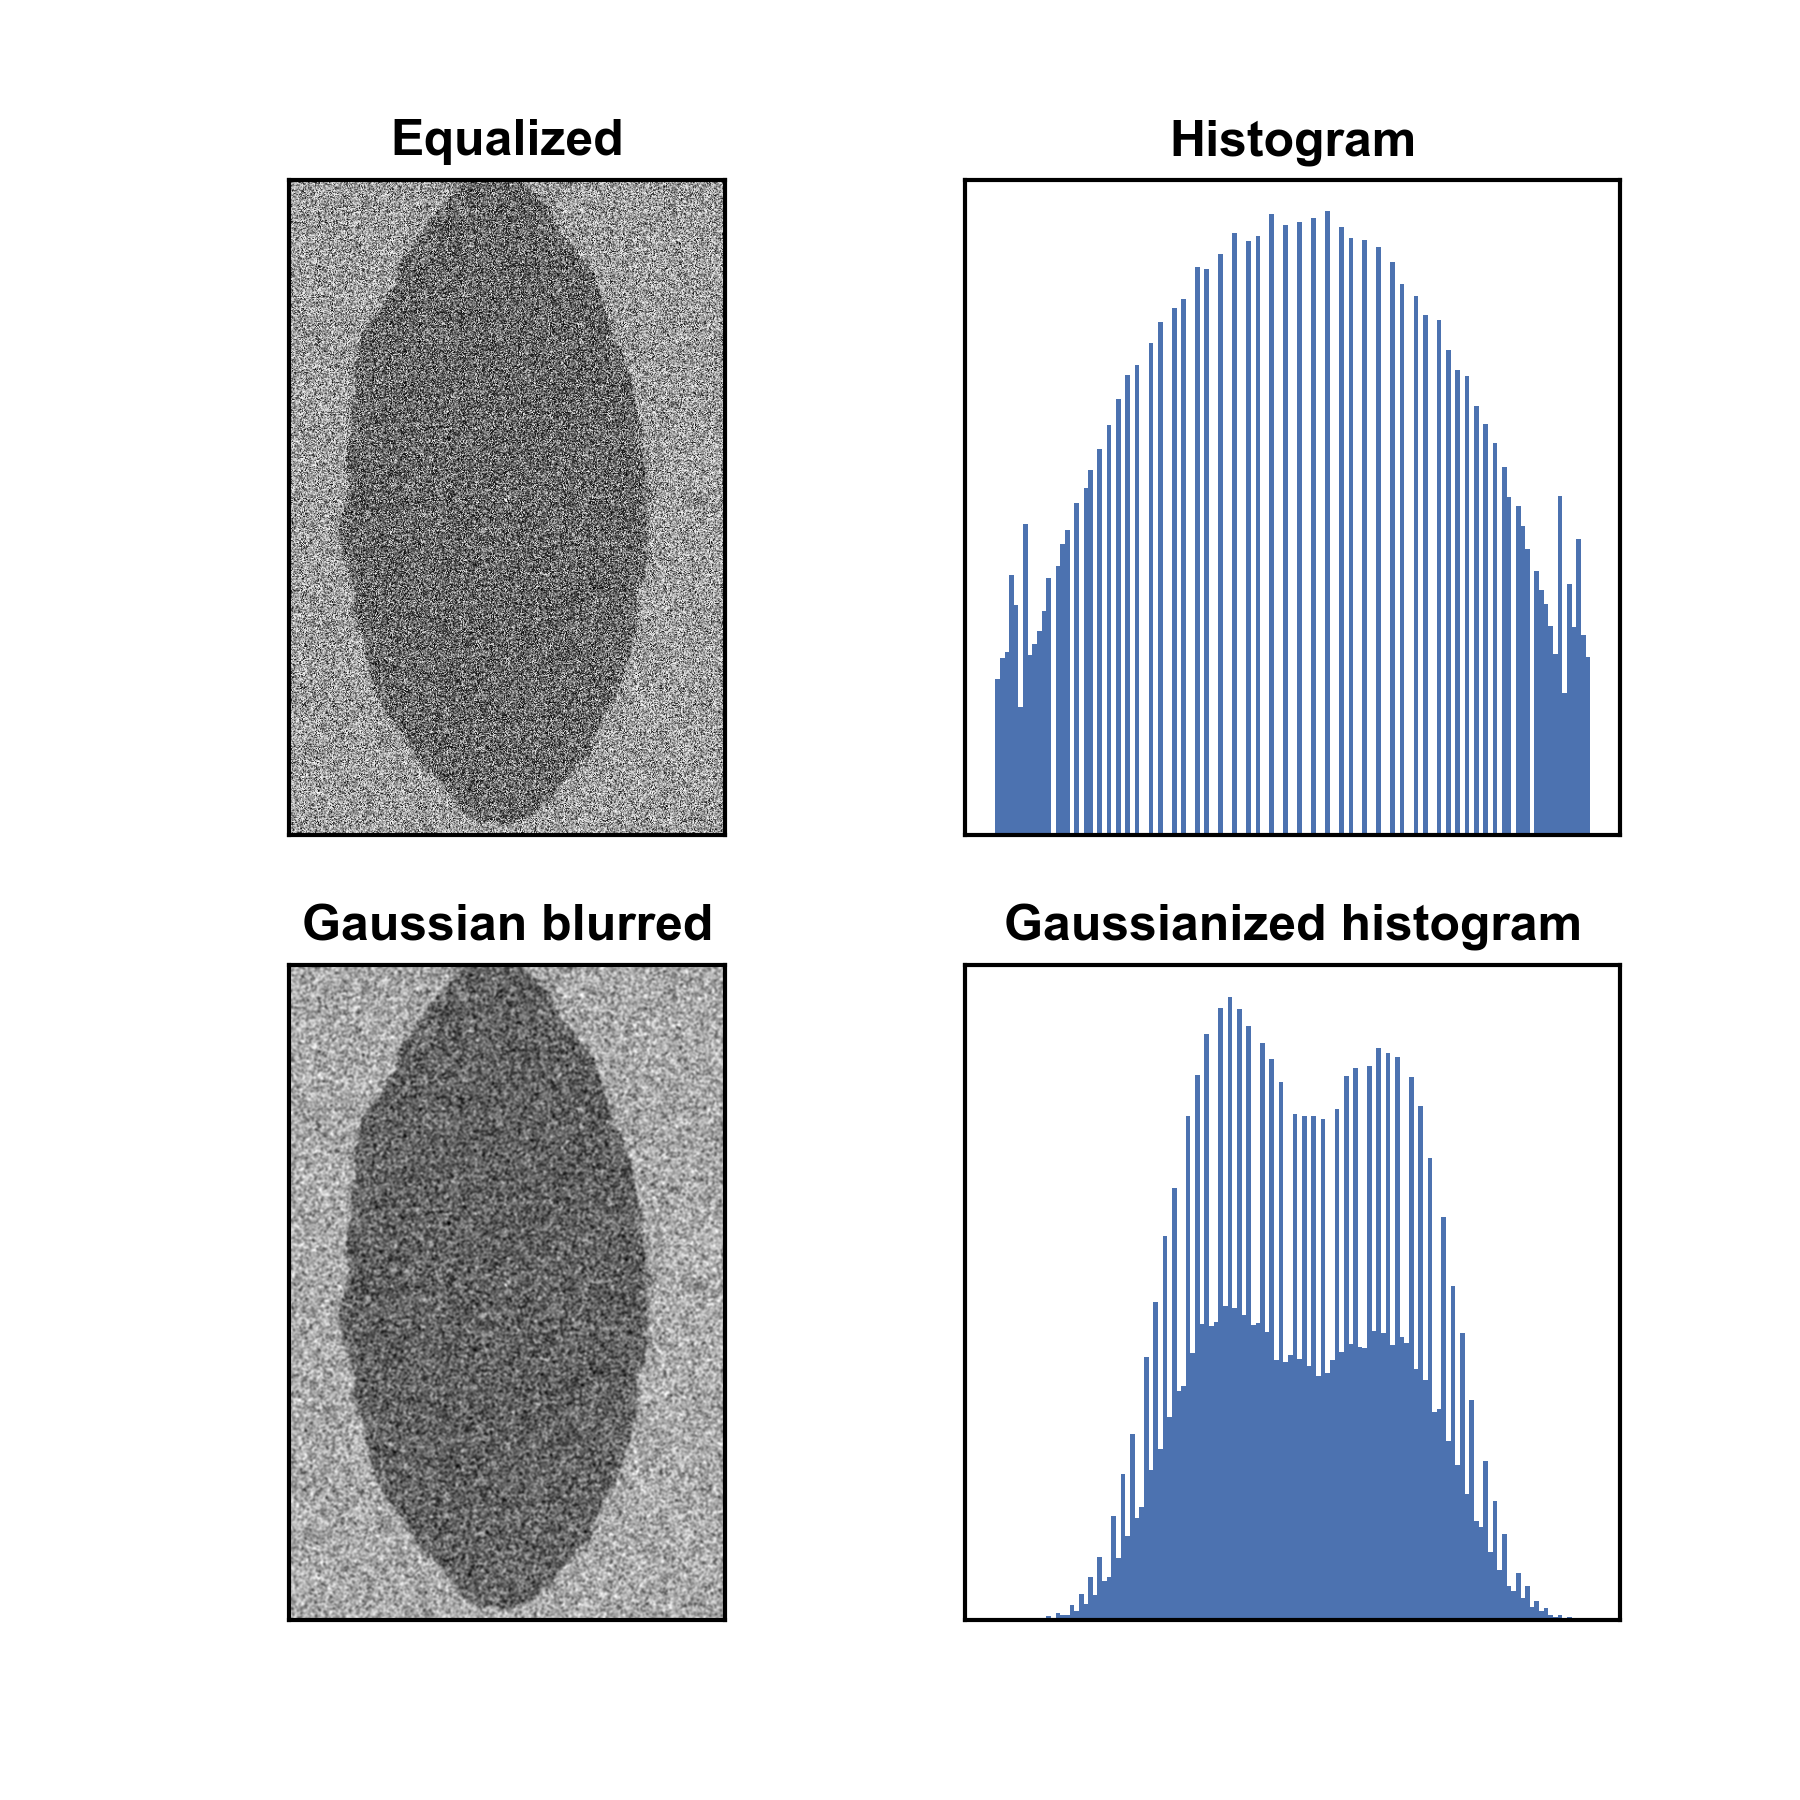 Equalized
Histogram
Gaussian blurred
Gaussianized histogram